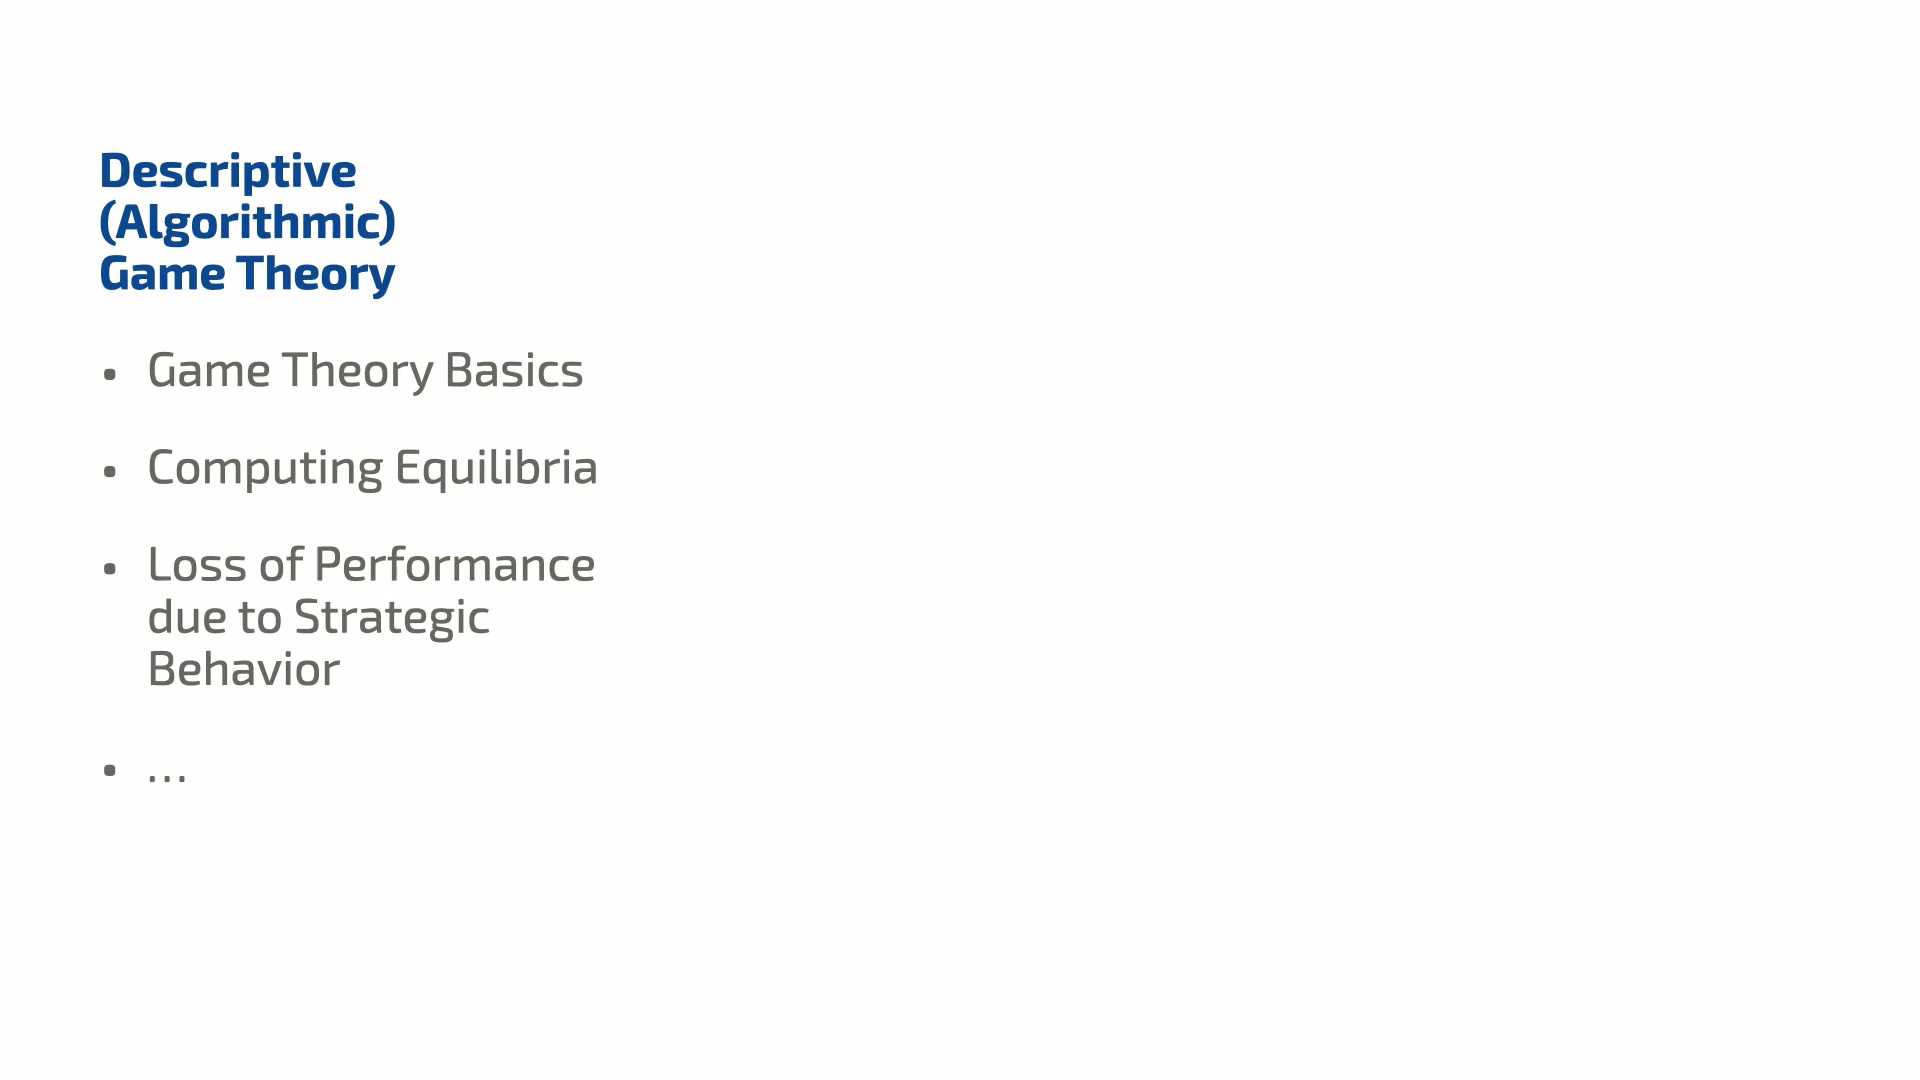 Descriptive
(Algorithmic)
Game Theory
• Game Theory Basics
• Computing Equilibria
• Loss of Performance
due to Strategic
Behavior
• …